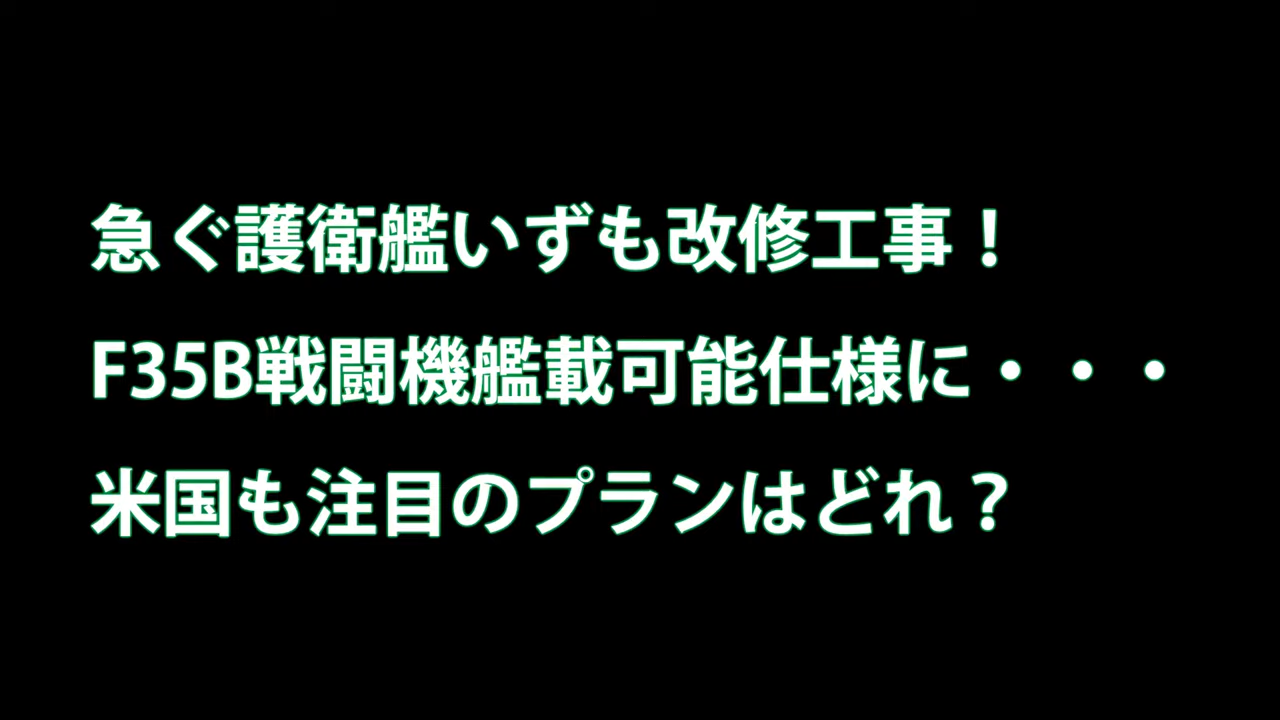 急ぐ護衛艦いずも改修工事！
F35B戦闘機艦載可能仕様に・・・
米国も注目のプランはどれ？